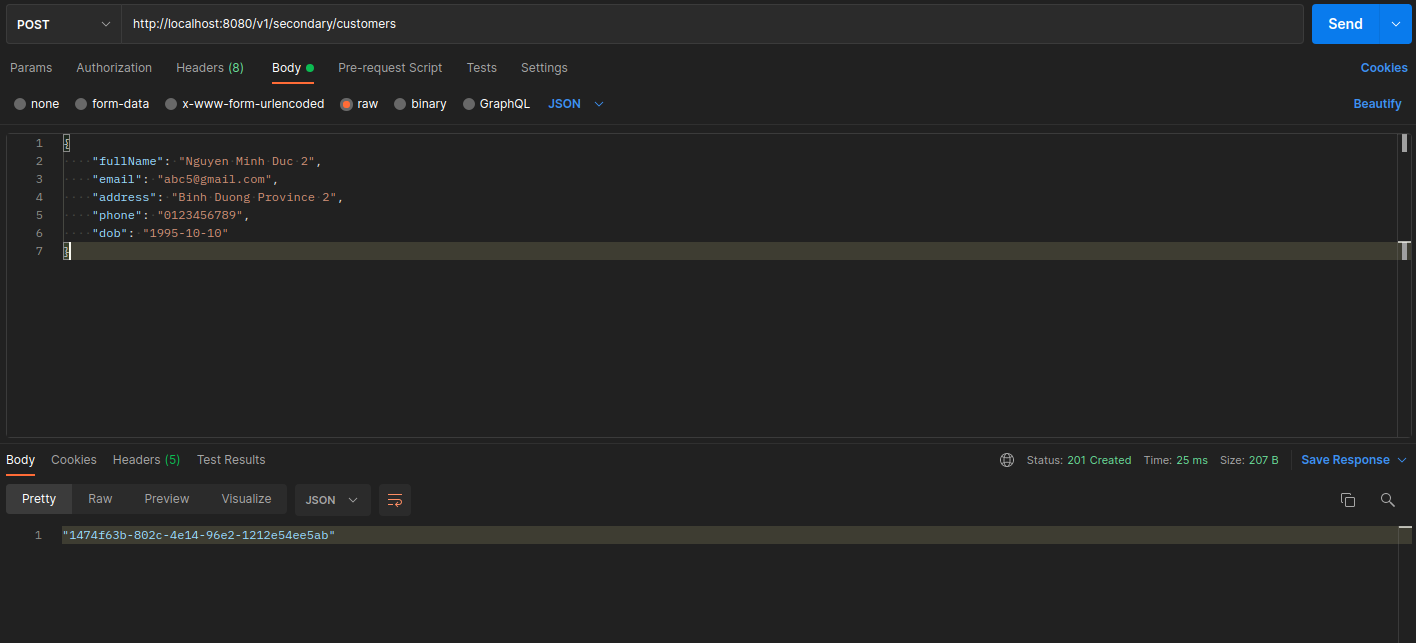 POST http://localhost:8080/v1/secondary/customers Send
Params Authorization Headers (8) Body Pre-request Script Tests Settings Cookies
none form-data x-www-form-urlencoded raw binary GraphQL JSON Beautify
1 {
2 "fullName": "Nguyen Minh Duc 2",
3 "email": "abc5@gmail.com",
4 "address": "Binh Duong Province 2",
5 "phone": "0123456789",
6 "dob": "1995-10-10"
7 }
Body Cookies Headers (5) Test Results Status: 201 Created Time: 25 ms Size: 207 B Save Response
Pretty Raw Preview Visualize JSON
1 "1474f63b-802c-4e14-96e2-1212e54ee5ab"